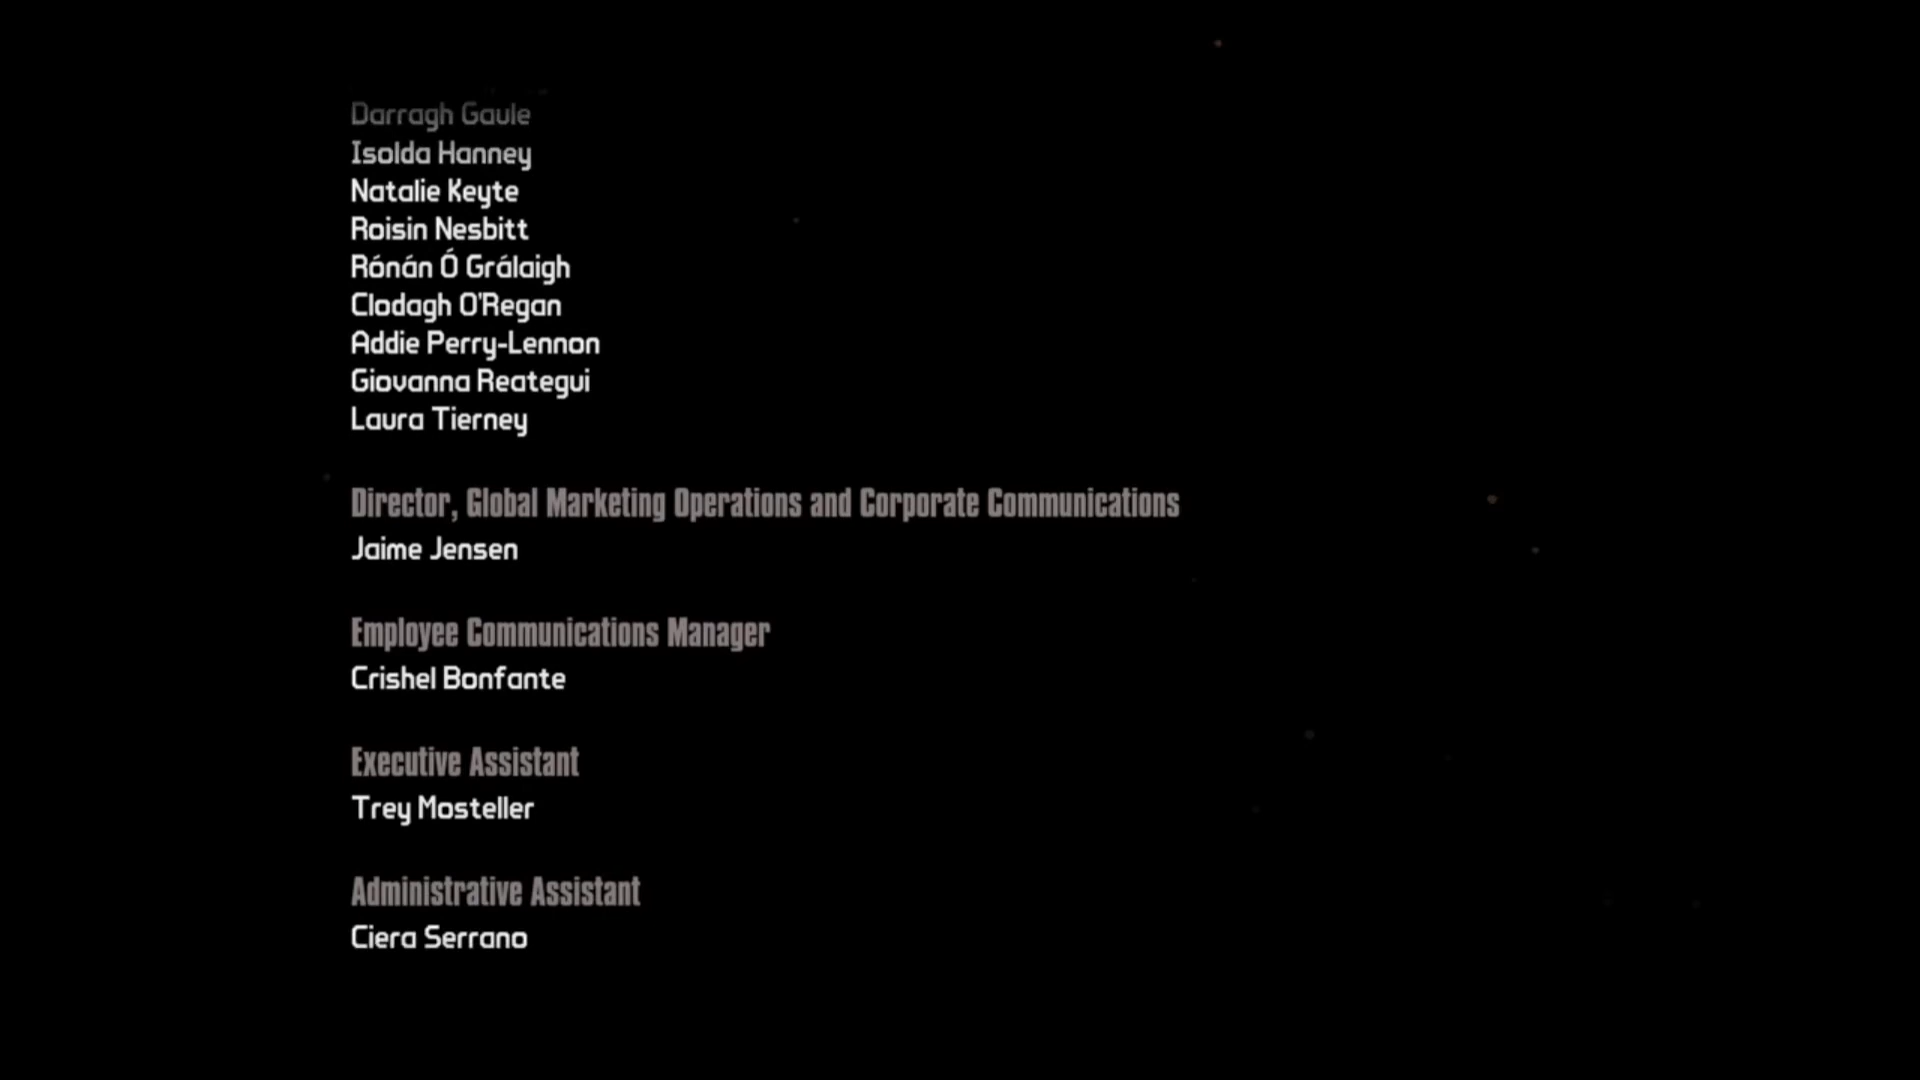 Darragh Gaule
Isolda Hanney
Natalie Keyte
Roisin Nesbitt
Rónán Ó Grálaigh
Clodagh O'Regan
Addie Perry-Lennon
Giovanna Reategui
Laura Tierney
Director, Global Marketing Operations and Corporate Communications
Jaime Jensen
Employee Communications Manager
Crishel Bonfante
Executive Assistant
Trey Mosteller
Administrative Assistant
Ciera Serrano